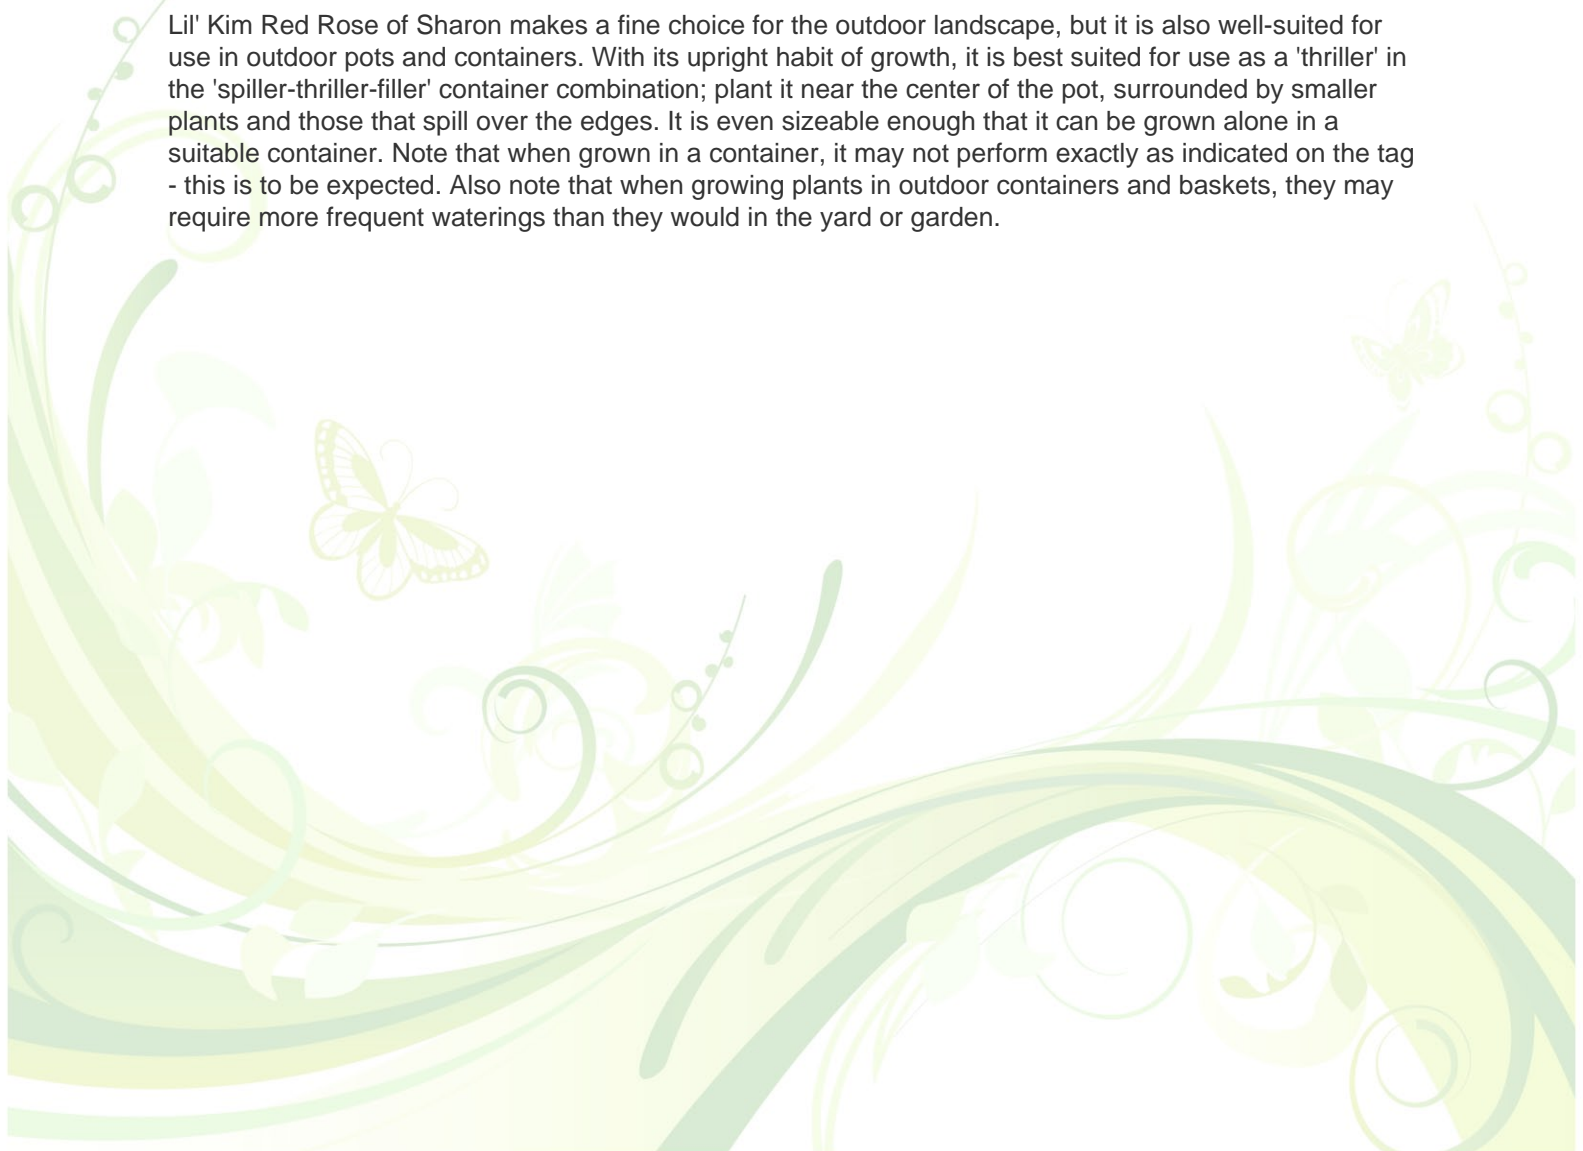 Lil' Kim Red Rose of Sharon makes a fine choice for the outdoor landscape, but it is also well-suited for
use in outdoor pots and containers. With its upright habit of growth, it is best suited for use as a 'thriller' in
the 'spiller-thriller-filler' container combination; plant it near the center of the pot, surrounded by smaller
plants and those that spill over the edges. It is even sizeable enough that it can be grown alone in a
suitable container. Note that when grown in a container, it may not perform exactly as indicated on the tag
- this is to be expected. Also note that when growing plants in outdoor containers and baskets, they may
require more frequent waterings than they would in the yard or garden.